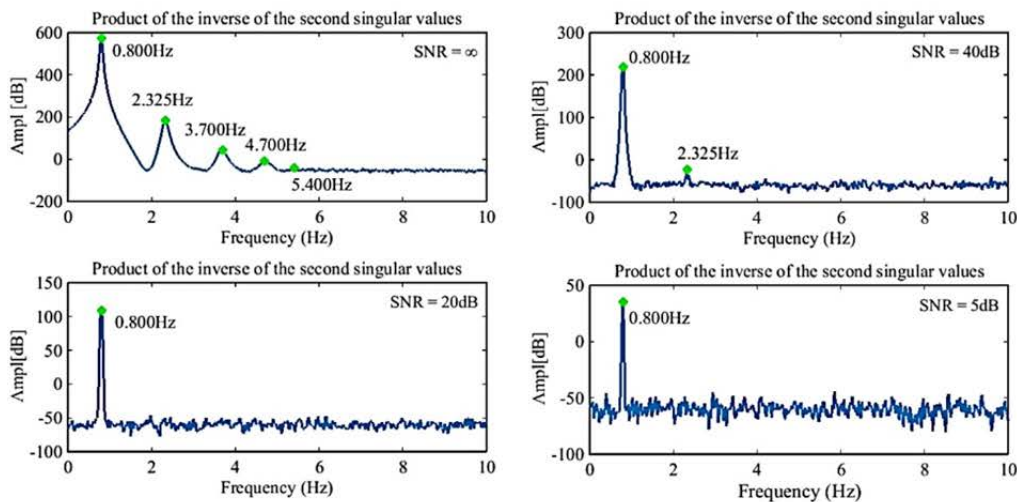 Product of the inverse of the second singular values
600
400
200
0
-200
Ampl [dB]
0.800Hz
2.325Hz
3.700Hz
4.700Hz
5.400Hz
SNR = ∞
0 2 4 6 8 10
Frequency (Hz)
Product of the inverse of the second singular values
300
200
100
0
-100
Ampl [dB]
0.800Hz
2.325Hz
SNR = 40dB
0 2 4 6 8 10
Frequency (Hz)
Product of the inverse of the second singular values
150
100
50
0
-50
-100
Ampl[dB]
0.800Hz
SNR = 20dB
0 2 4 6 8 10
Frequency (Hz)
Product of the inverse of the second singular values
50
0
-50
-100
Ampl[dB]
0.800Hz
SNR = 5dB
0 2 4 6 8 10
Frequency (Hz)